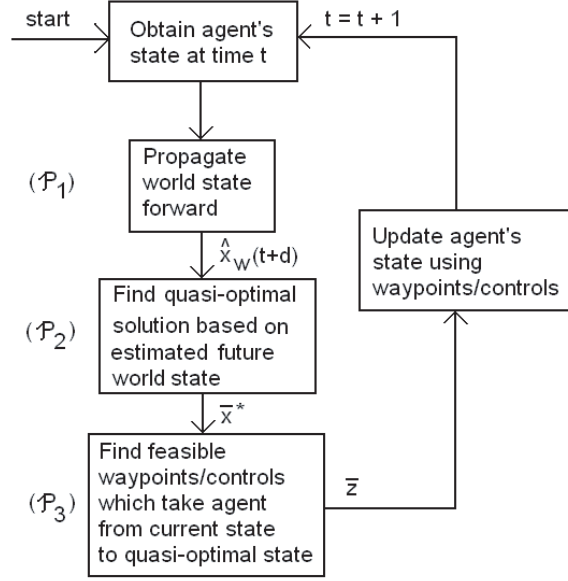 start
Obtain agent's
state at time t
t = t + 1
(𝒫₁)
Propagate
world state
forward
x̂_W(t+d)
Update agent's
state using
waypoints/controls
(𝒫₂)
Find quasi-optimal
solution based on
estimated future
world state
x̄*
(𝒫₃)
Find feasible
waypoints/controls
which take agent
from current state
to quasi-optimal state
z̄